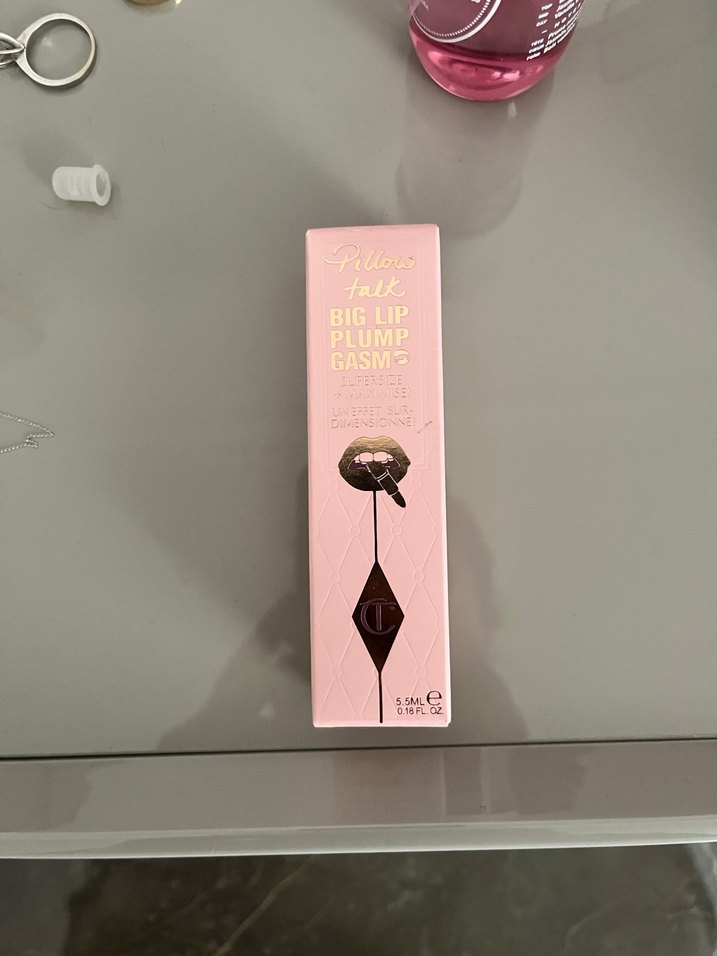 Pillow
talk
BIG LIP
PLUMP
GASM
SUPERSIZE
+ MAXIMISE!
UN EFFET SUR-
DIMENSIONNÉ!
CT
5.5ML e
0.18 FL. OZ.